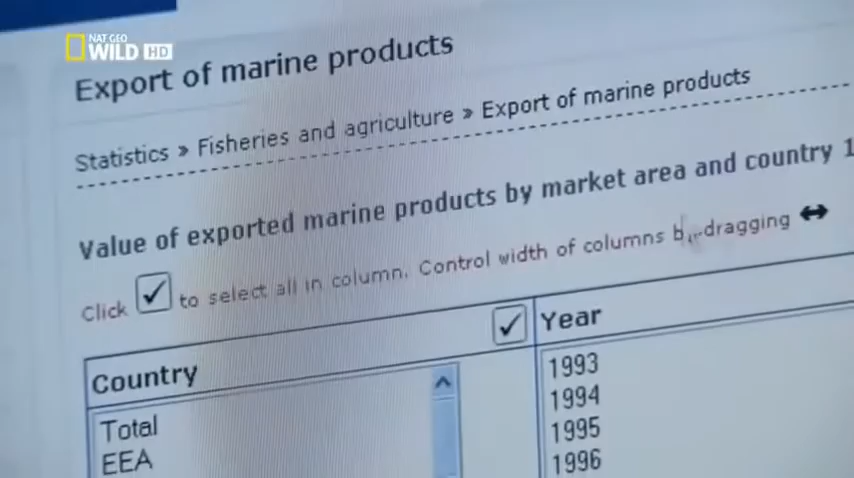 NAT GEO
WILD HD
Export of marine products
Statistics » Fisheries and agriculture » Export of marine products
Value of exported marine products by market area and country 1
Click ✓ to select all in column. Control width of columns by dragging ↔
Country ✓ Year
Total
EEA
1993
1994
1995
1996